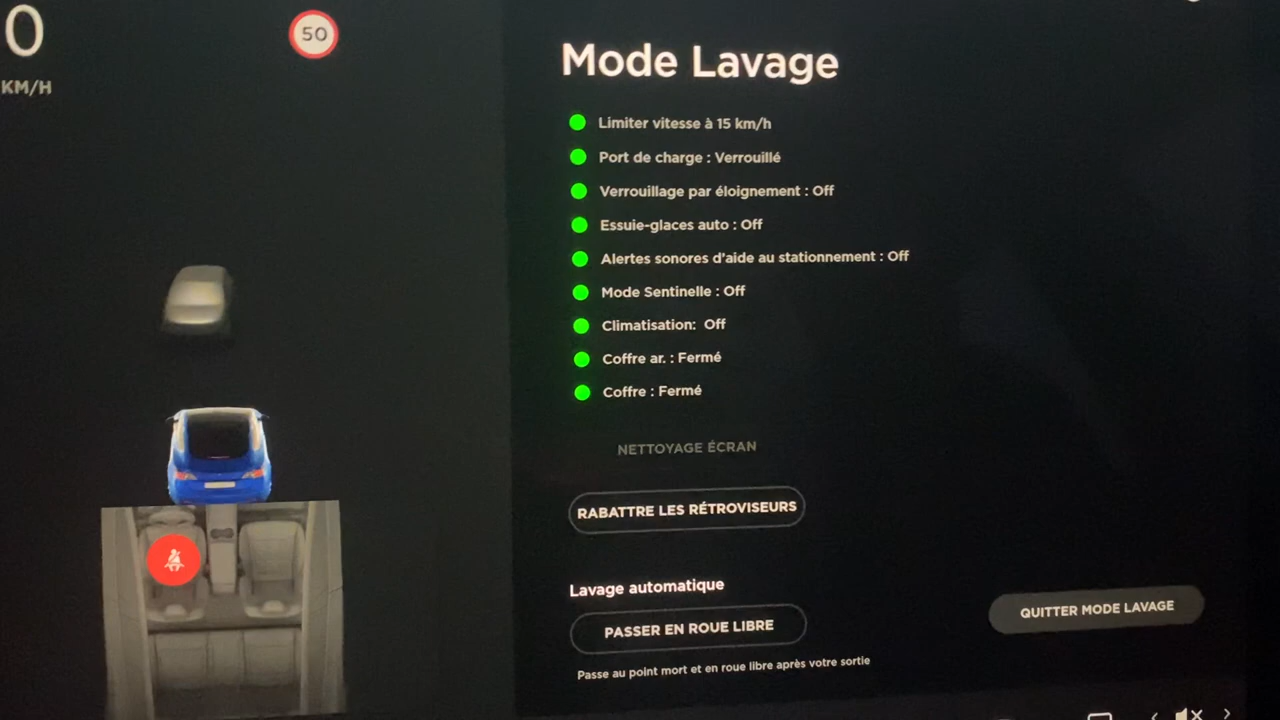 0
KM/H
50
Mode Lavage
Limiter vitesse à 15 km/h
Port de charge : Verrouillé
Verrouillage par éloignement : Off
Essuie-glaces auto : Off
Alertes sonores d'aide au stationnement : Off
Mode Sentinelle : Off
Climatisation: Off
Coffre ar. : Fermé
Coffre : Fermé
NETTOYAGE ÉCRAN
RABATTRE LES RÉTROVISEURS
Lavage automatique
PASSER EN ROUE LIBRE
Passe au point mort et en roue libre après votre sortie
QUITTER MODE LAVAGE